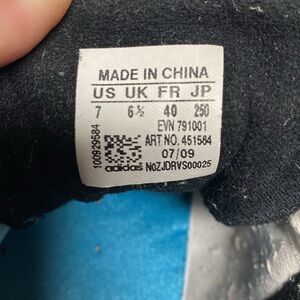 MADE IN CHINA
US UK FR JP
7 6½ 40 250
EVN 791001
ART NO. 451584
07/09
adidas N0ZJDRVS00025
100929584